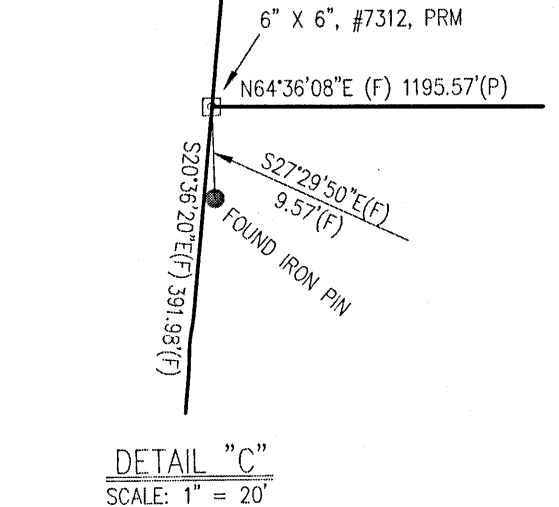 6" X 6", #7312, PRM
N64°36'08"E (F) 1195.57'(P)
S27°29'50"E(F)
9.57'(F)
S20°36'20"E(F) 391.98'(F)
FOUND IRON PIN
DETAIL "C"
SCALE: 1" = 20'